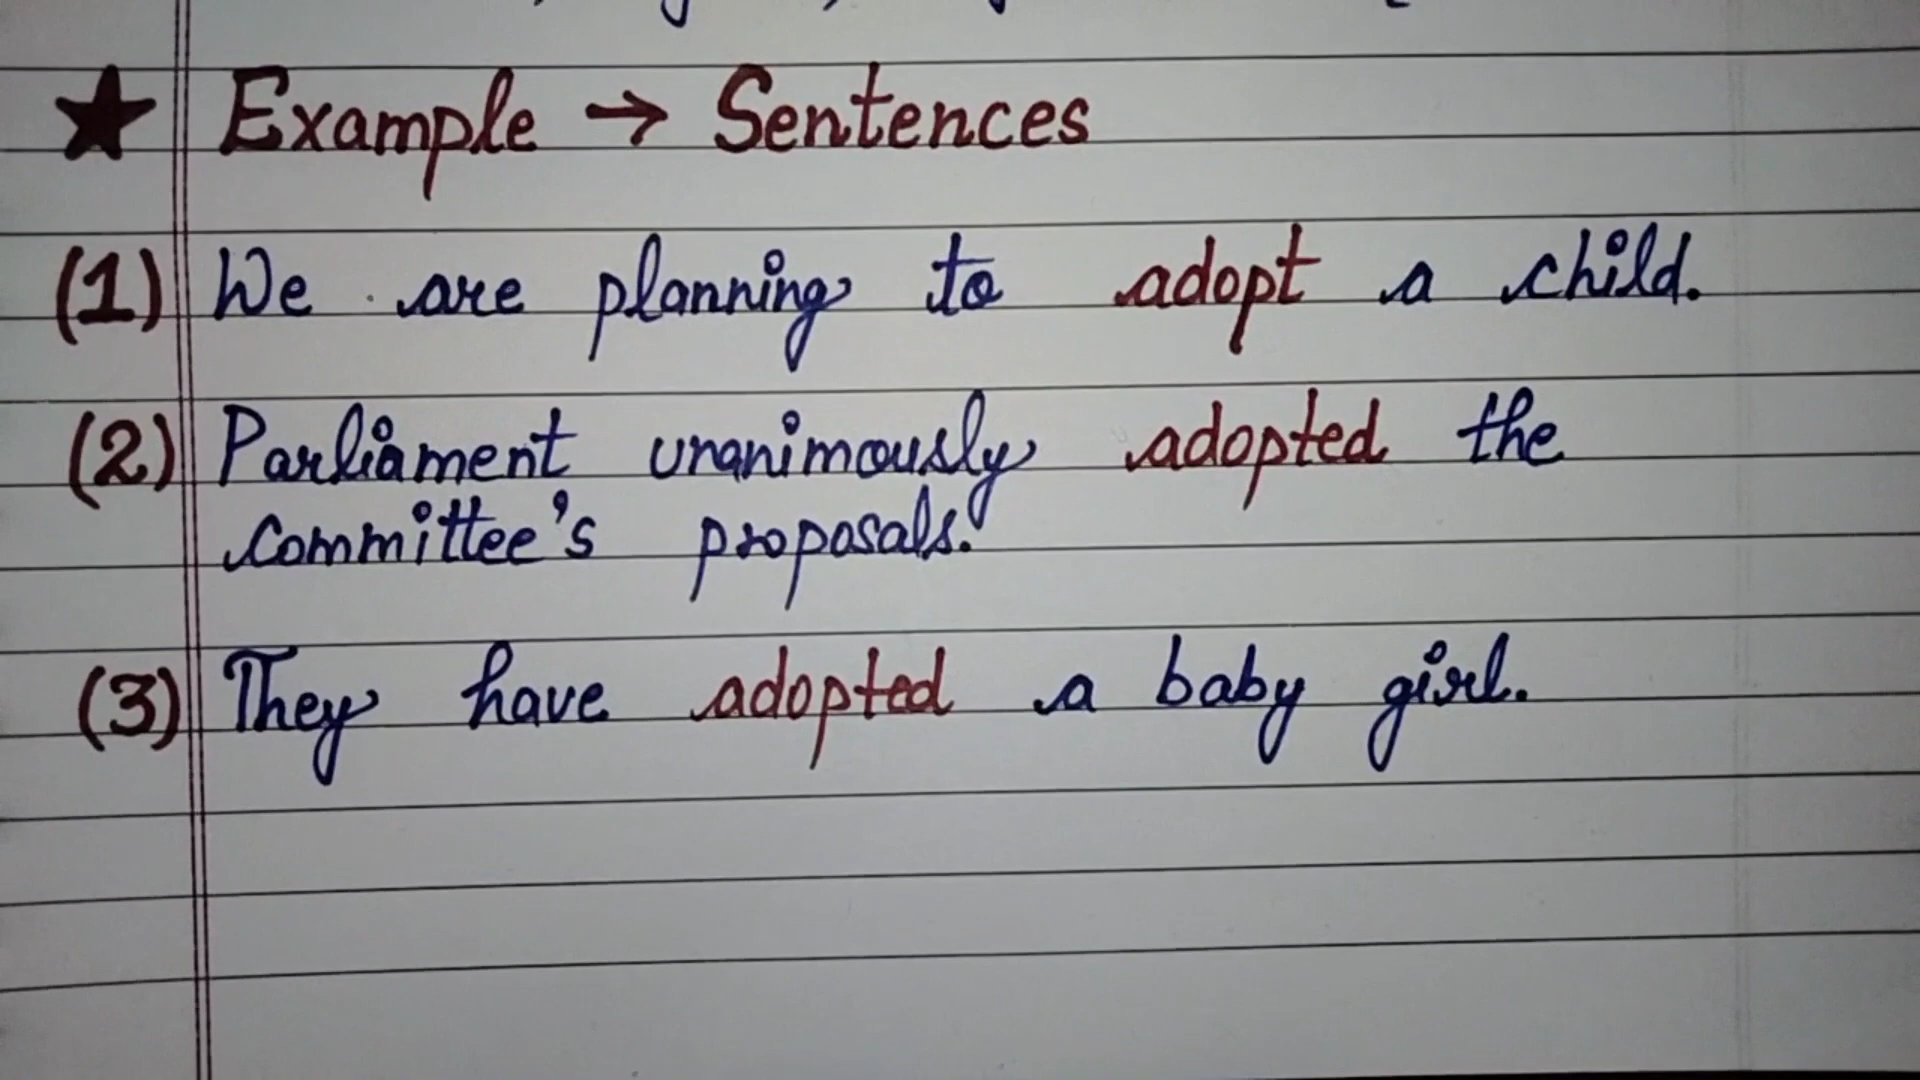 ★ Example → Sentences
(1) We are planning to adopt a child.
(2) Parliament unanimously adopted the
committee's proposals.
(3) They have adopted a baby girl.